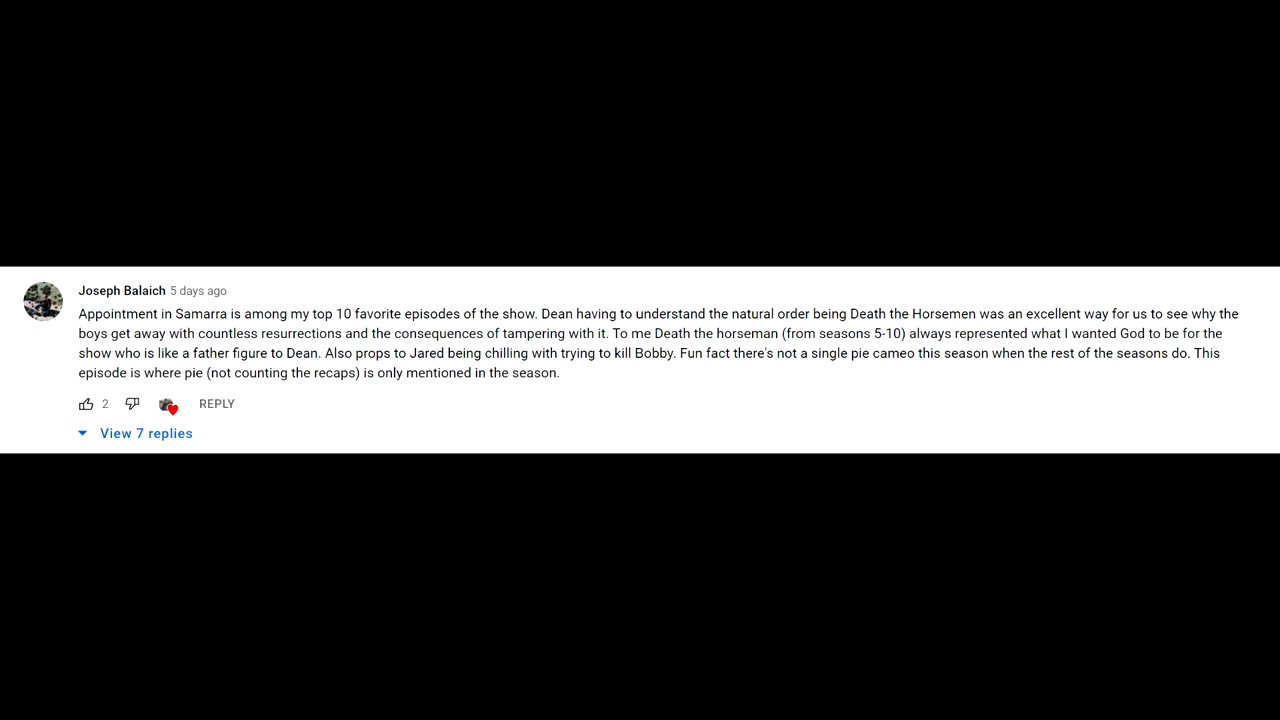 Joseph Balaich 5 days ago
Appointment in Samarra is among my top 10 favorite episodes of the show. Dean having to understand the natural order being Death the Horsemen was an excellent way for us to see why the
boys get away with countless resurrections and the consequences of tampering with it. To me Death the horseman (from seasons 5-10) always represented what I wanted God to be for the
show who is like a father figure to Dean. Also props to Jared being chilling with trying to kill Bobby. Fun fact there's not a single pie cameo this season when the rest of the seasons do. This
episode is where pie (not counting the recaps) is only mentioned in the season.
2 REPLY
View 7 replies